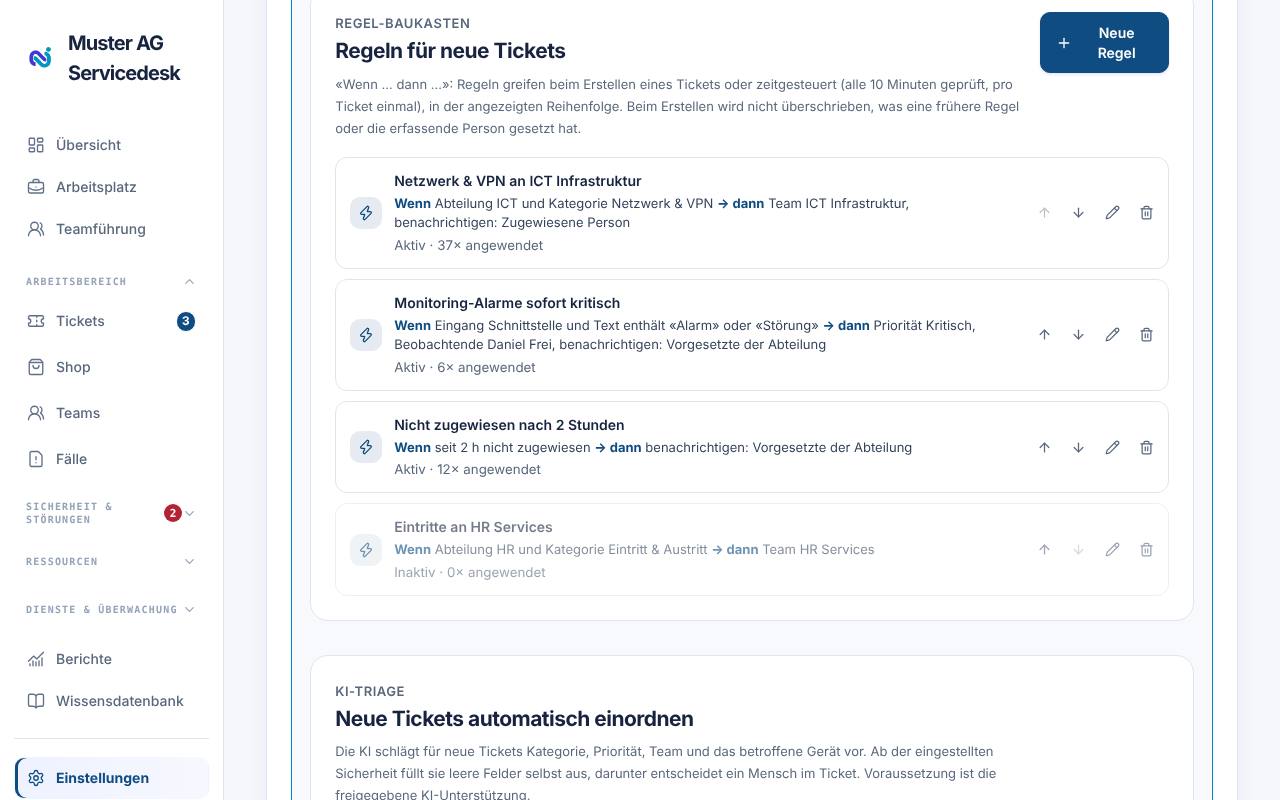 Muster AG
Servicedesk
Übersicht
Arbeitsplatz
Teamführung
ARBEITSBEREICH
Tickets
3
Shop
Teams
Fälle
SICHERHEIT &
STÖRUNGEN
2
RESSOURCEN
DIENSTE & ÜBERWACHUNG
Berichte
Wissensdatenbank
Einstellungen
REGEL-BAUKASTEN
Regeln für neue Tickets
Neue
Regel
«Wenn … dann …»: Regeln greifen beim Erstellen eines Tickets oder zeitgesteuert (alle 10 Minuten geprüft, pro
Ticket einmal), in der angezeigten Reihenfolge. Beim Erstellen wird nicht überschrieben, was eine frühere Regel
oder die erfassende Person gesetzt hat.
Netzwerk & VPN an ICT Infrastruktur
Wenn Abteilung ICT und Kategorie Netzwerk & VPN → dann Team ICT Infrastruktur,
benachrichtigen: Zugewiesene Person
Aktiv · 37× angewendet
Monitoring-Alarme sofort kritisch
Wenn Eingang Schnittstelle und Text enthält «Alarm» oder «Störung» → dann Priorität Kritisch,
Beobachtende Daniel Frei, benachrichtigen: Vorgesetzte der Abteilung
Aktiv · 6× angewendet
Nicht zugewiesen nach 2 Stunden
Wenn seit 2 h nicht zugewiesen → dann benachrichtigen: Vorgesetzte der Abteilung
Aktiv · 12× angewendet
Eintritte an HR Services
Wenn Abteilung HR und Kategorie Eintritt & Austritt → dann Team HR Services
Inaktiv · 0× angewendet
KI-TRIAGE
Neue Tickets automatisch einordnen
Die KI schlägt für neue Tickets Kategorie, Priorität, Team und das betroffene Gerät vor. Ab der eingestellten
Sicherheit füllt sie leere Felder selbst aus, darunter entscheidet ein Mensch im Ticket. Voraussetzung ist die
freigegebene KI-Unterstützung.